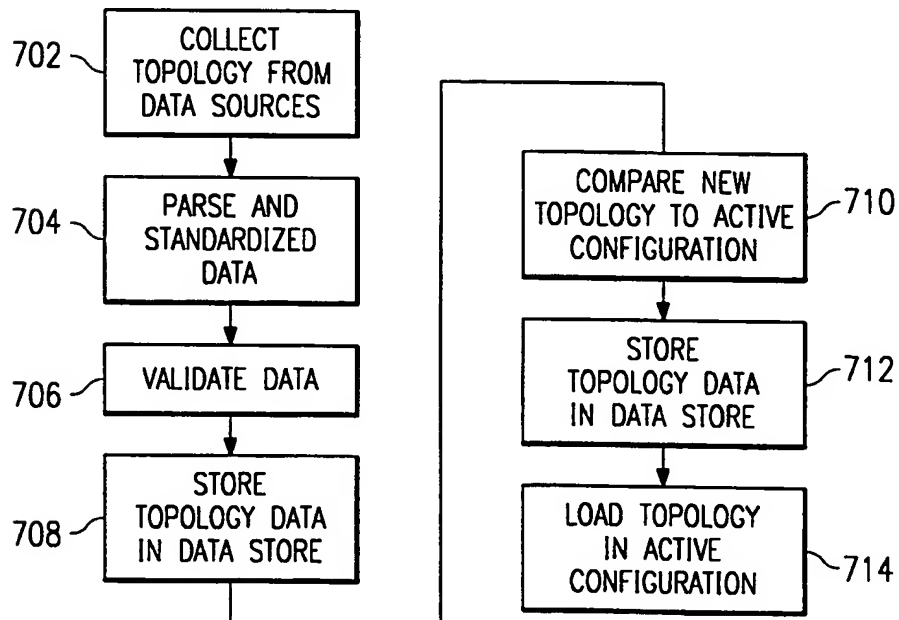 702
COLLECT
TOPOLOGY FROM
DATA SOURCES
704
PARSE AND
STANDARDIZED
DATA
706
VALIDATE DATA
708
STORE
TOPOLOGY DATA
IN DATA STORE
COMPARE NEW
TOPOLOGY TO ACTIVE
CONFIGURATION
710
STORE
TOPOLOGY DATA
IN DATA STORE
712
LOAD TOPOLOGY
IN ACTIVE
CONFIGURATION
714